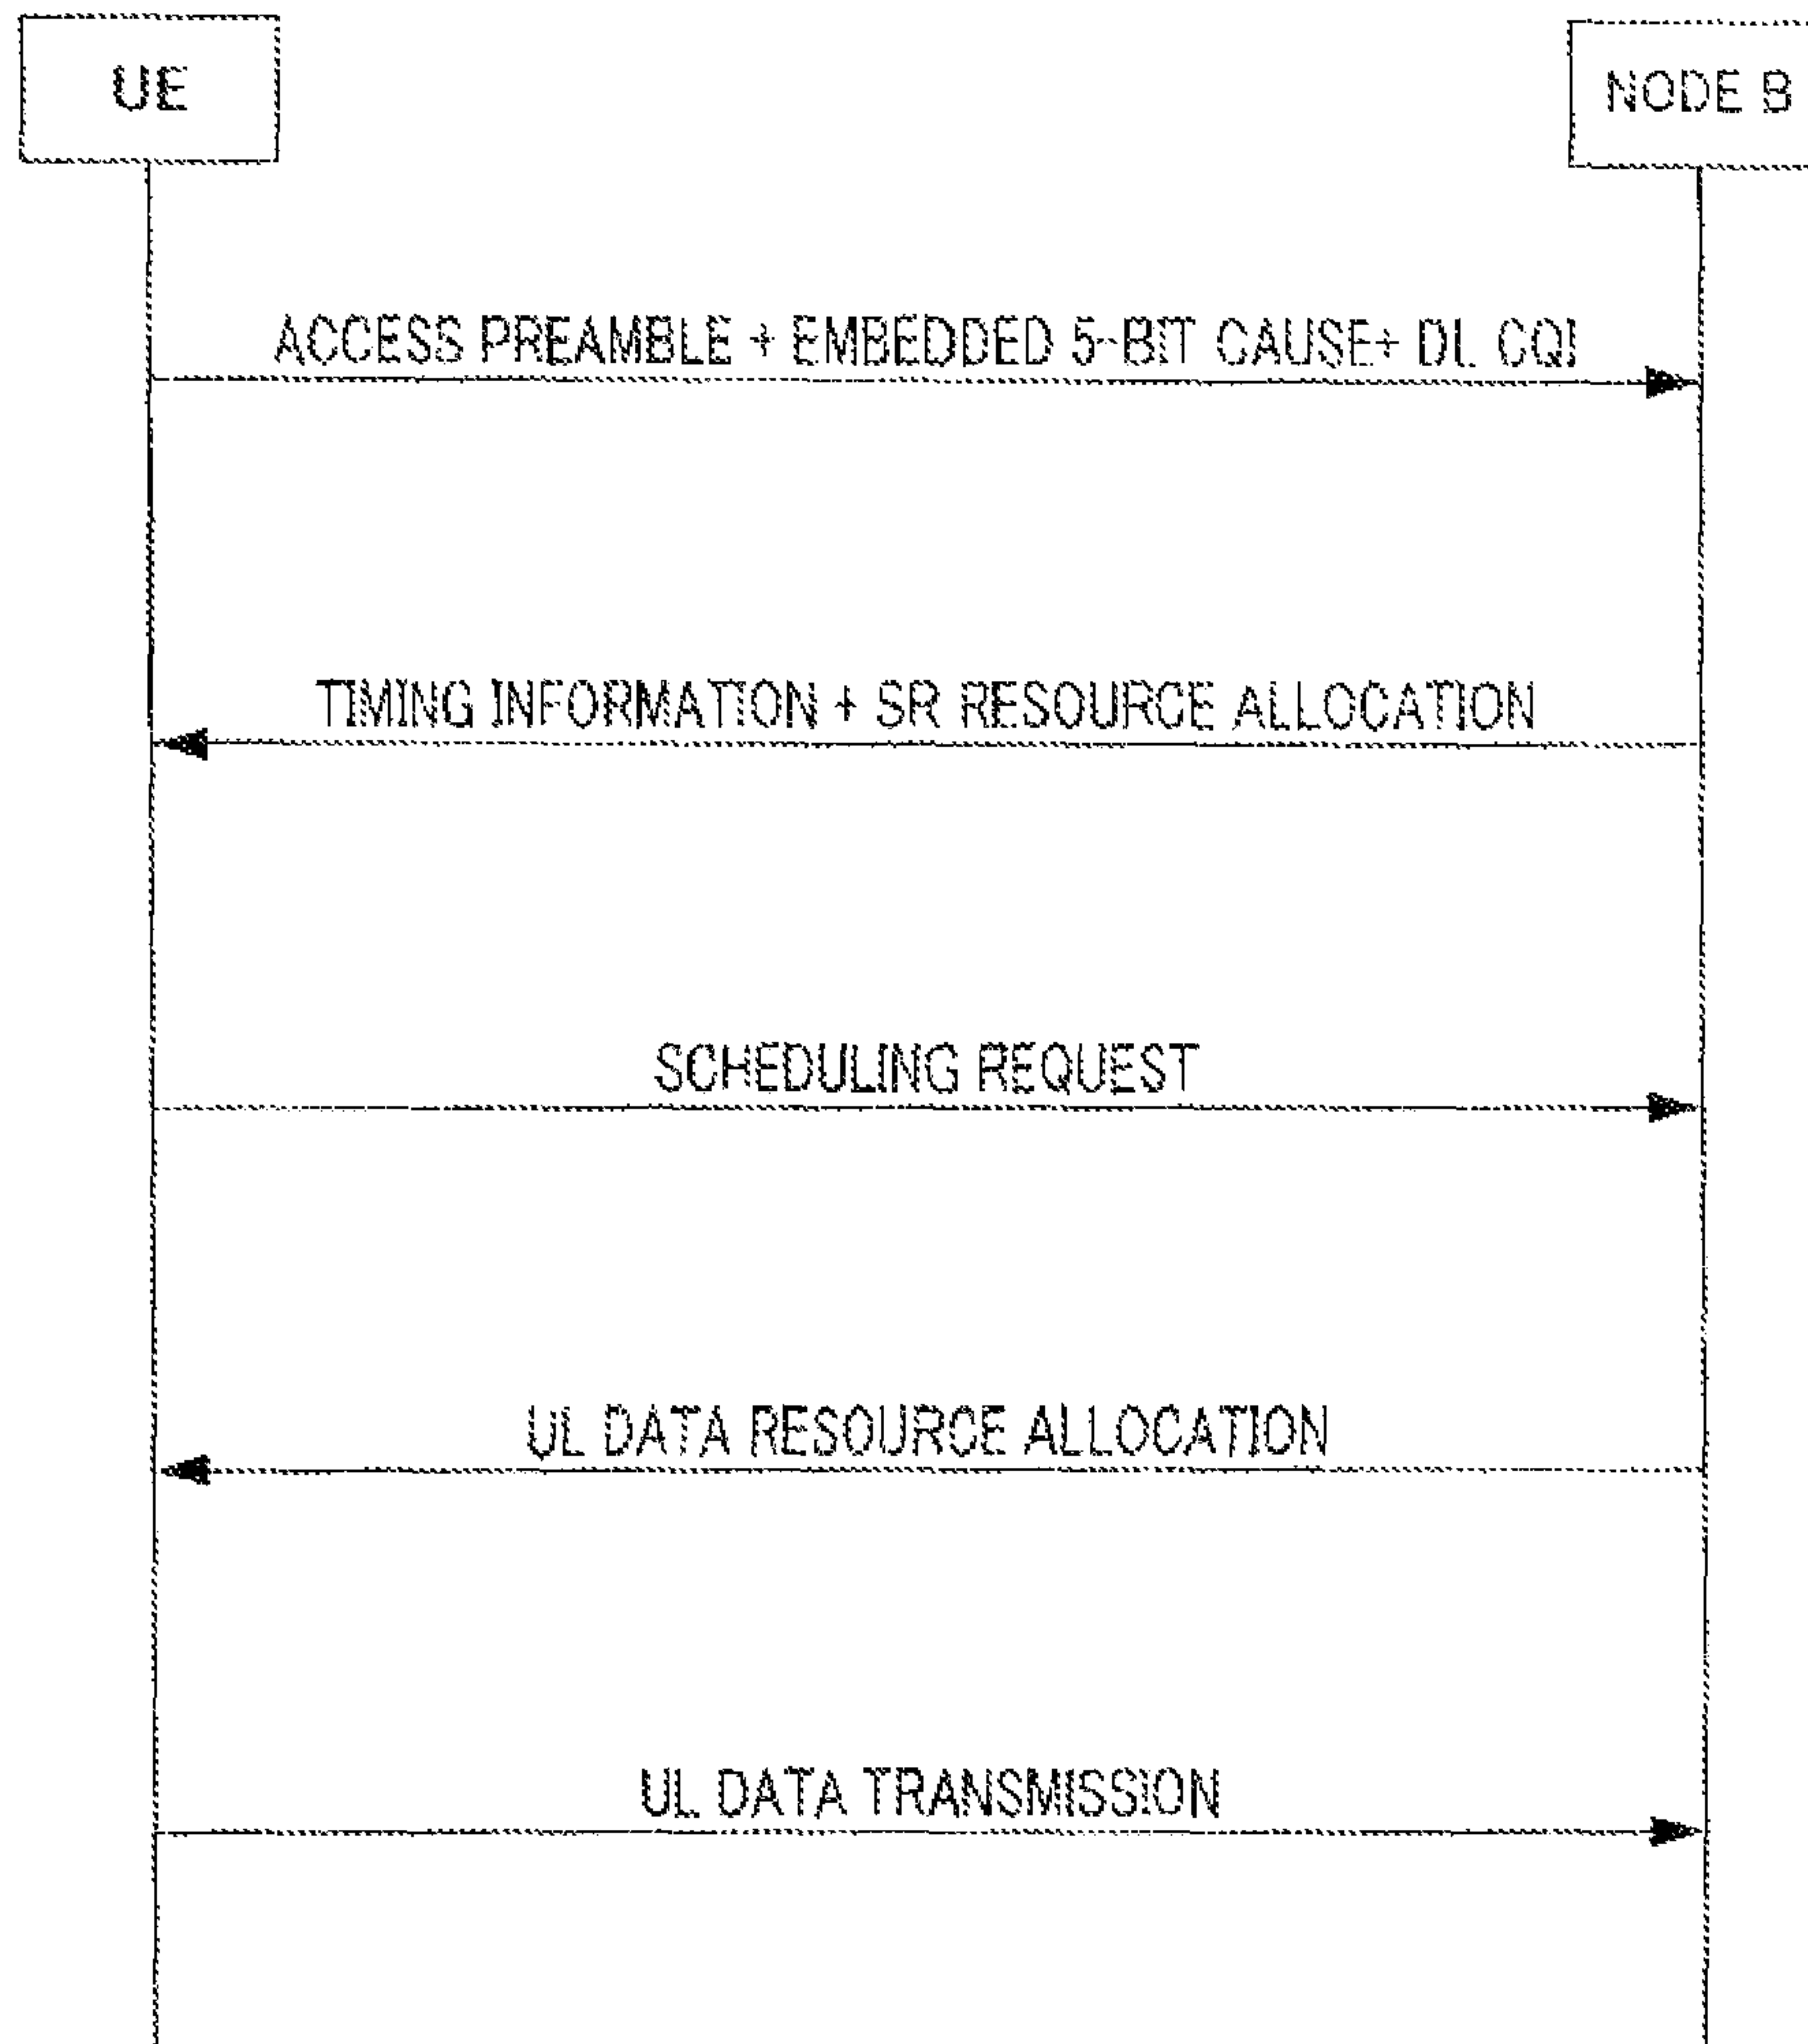 UE
NODE B
ACCESS PREAMBLE + EMBEDDED 5-BIT CAUSE+ DL CQI
TIMING INFORMATION + SR RESOURCE ALLOCATION
SCHEDULING REQUEST
UL DATA RESOURCE ALLOCATION
UL DATA TRANSMISSION